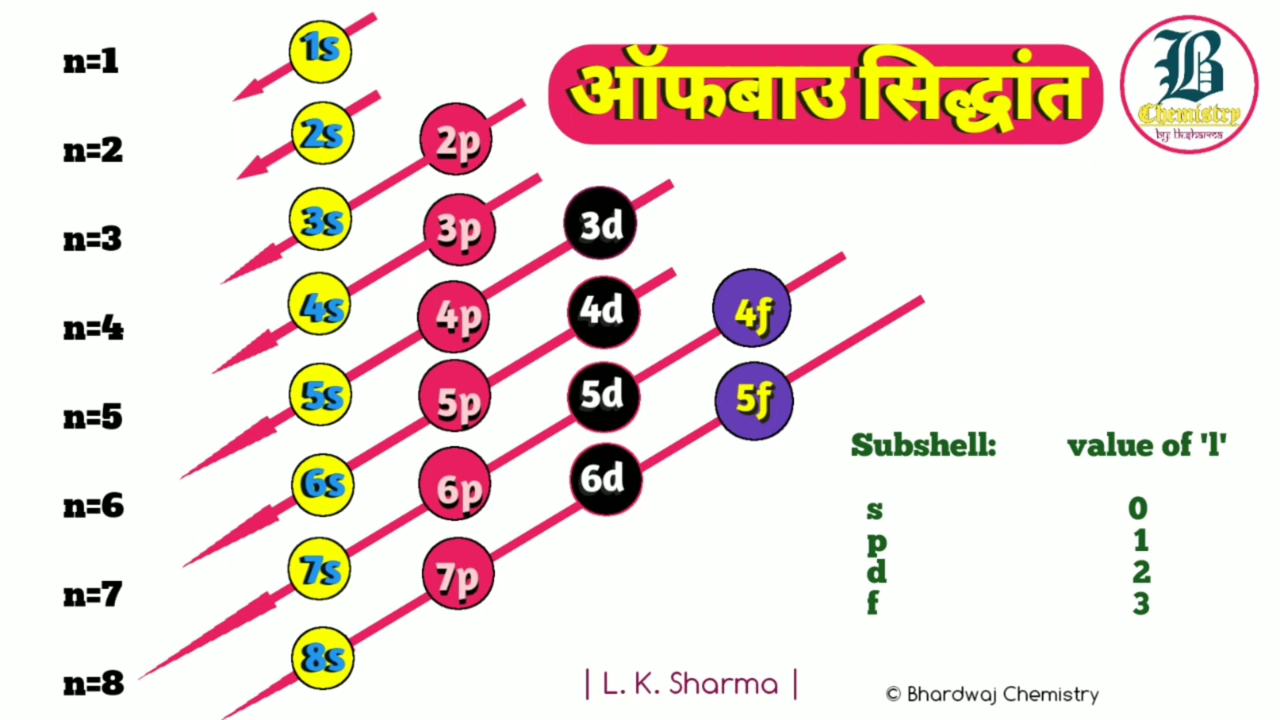 ऑफबाउ सिद्धांत
B
Chemistry
by lksharma
n=1 1s
n=2 2s 2p
n=3 3s 3p 3d
n=4 4s 4p 4d 4f
n=5 5s 5p 5d 5f
n=6 6s 6p 6d
n=7 7s 7p
n=8 8s
Subshell: value of 'l'
s 0
p 1
d 2
f 3
| L. K. Sharma |
© Bhardwaj Chemistry